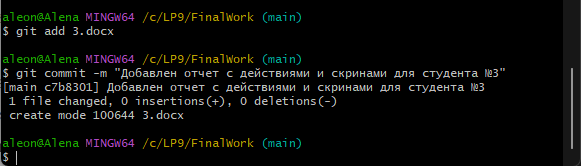 aleon@Alena MINGW64 /c/LP9/FinalWork (main)
$ git add 3.docx
aleon@Alena MINGW64 /c/LP9/FinalWork (main)
$ git commit -m "Добавлен отчет с действиями и скринами для студента №3"
[main c7b8301] Добавлен отчет с действиями и скринами для студента №3
1 file changed, 0 insertions(+), 0 deletions(-)
create mode 100644 3.docx
aleon@Alena MINGW64 /c/LP9/FinalWork (main)
$